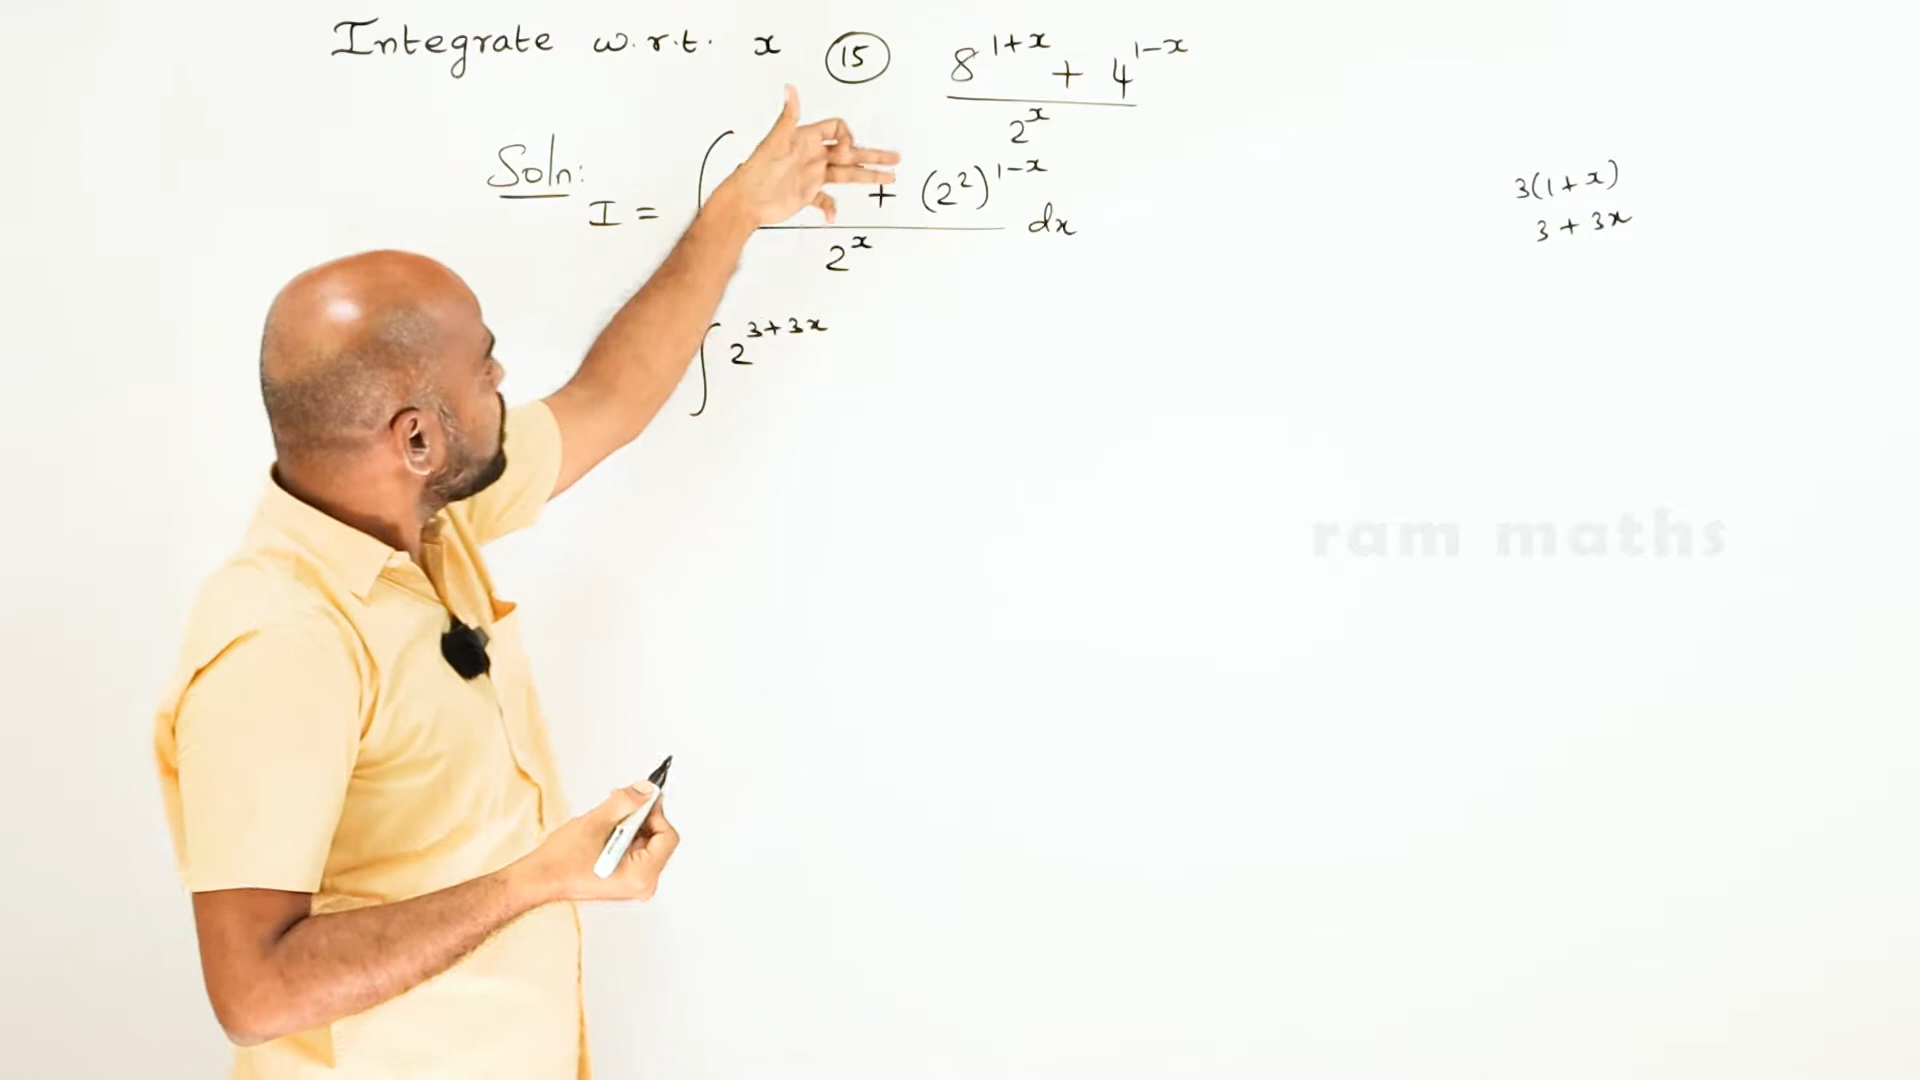 Integrate w.r.t. x (15) 8^(1+x) + 4^(1-x)
2^x
Soln:
I = ∫ + (2^2)^(1-x) dx
2^x
3(1+x)
3+3x
∫ 2^(3+3x)
ram maths